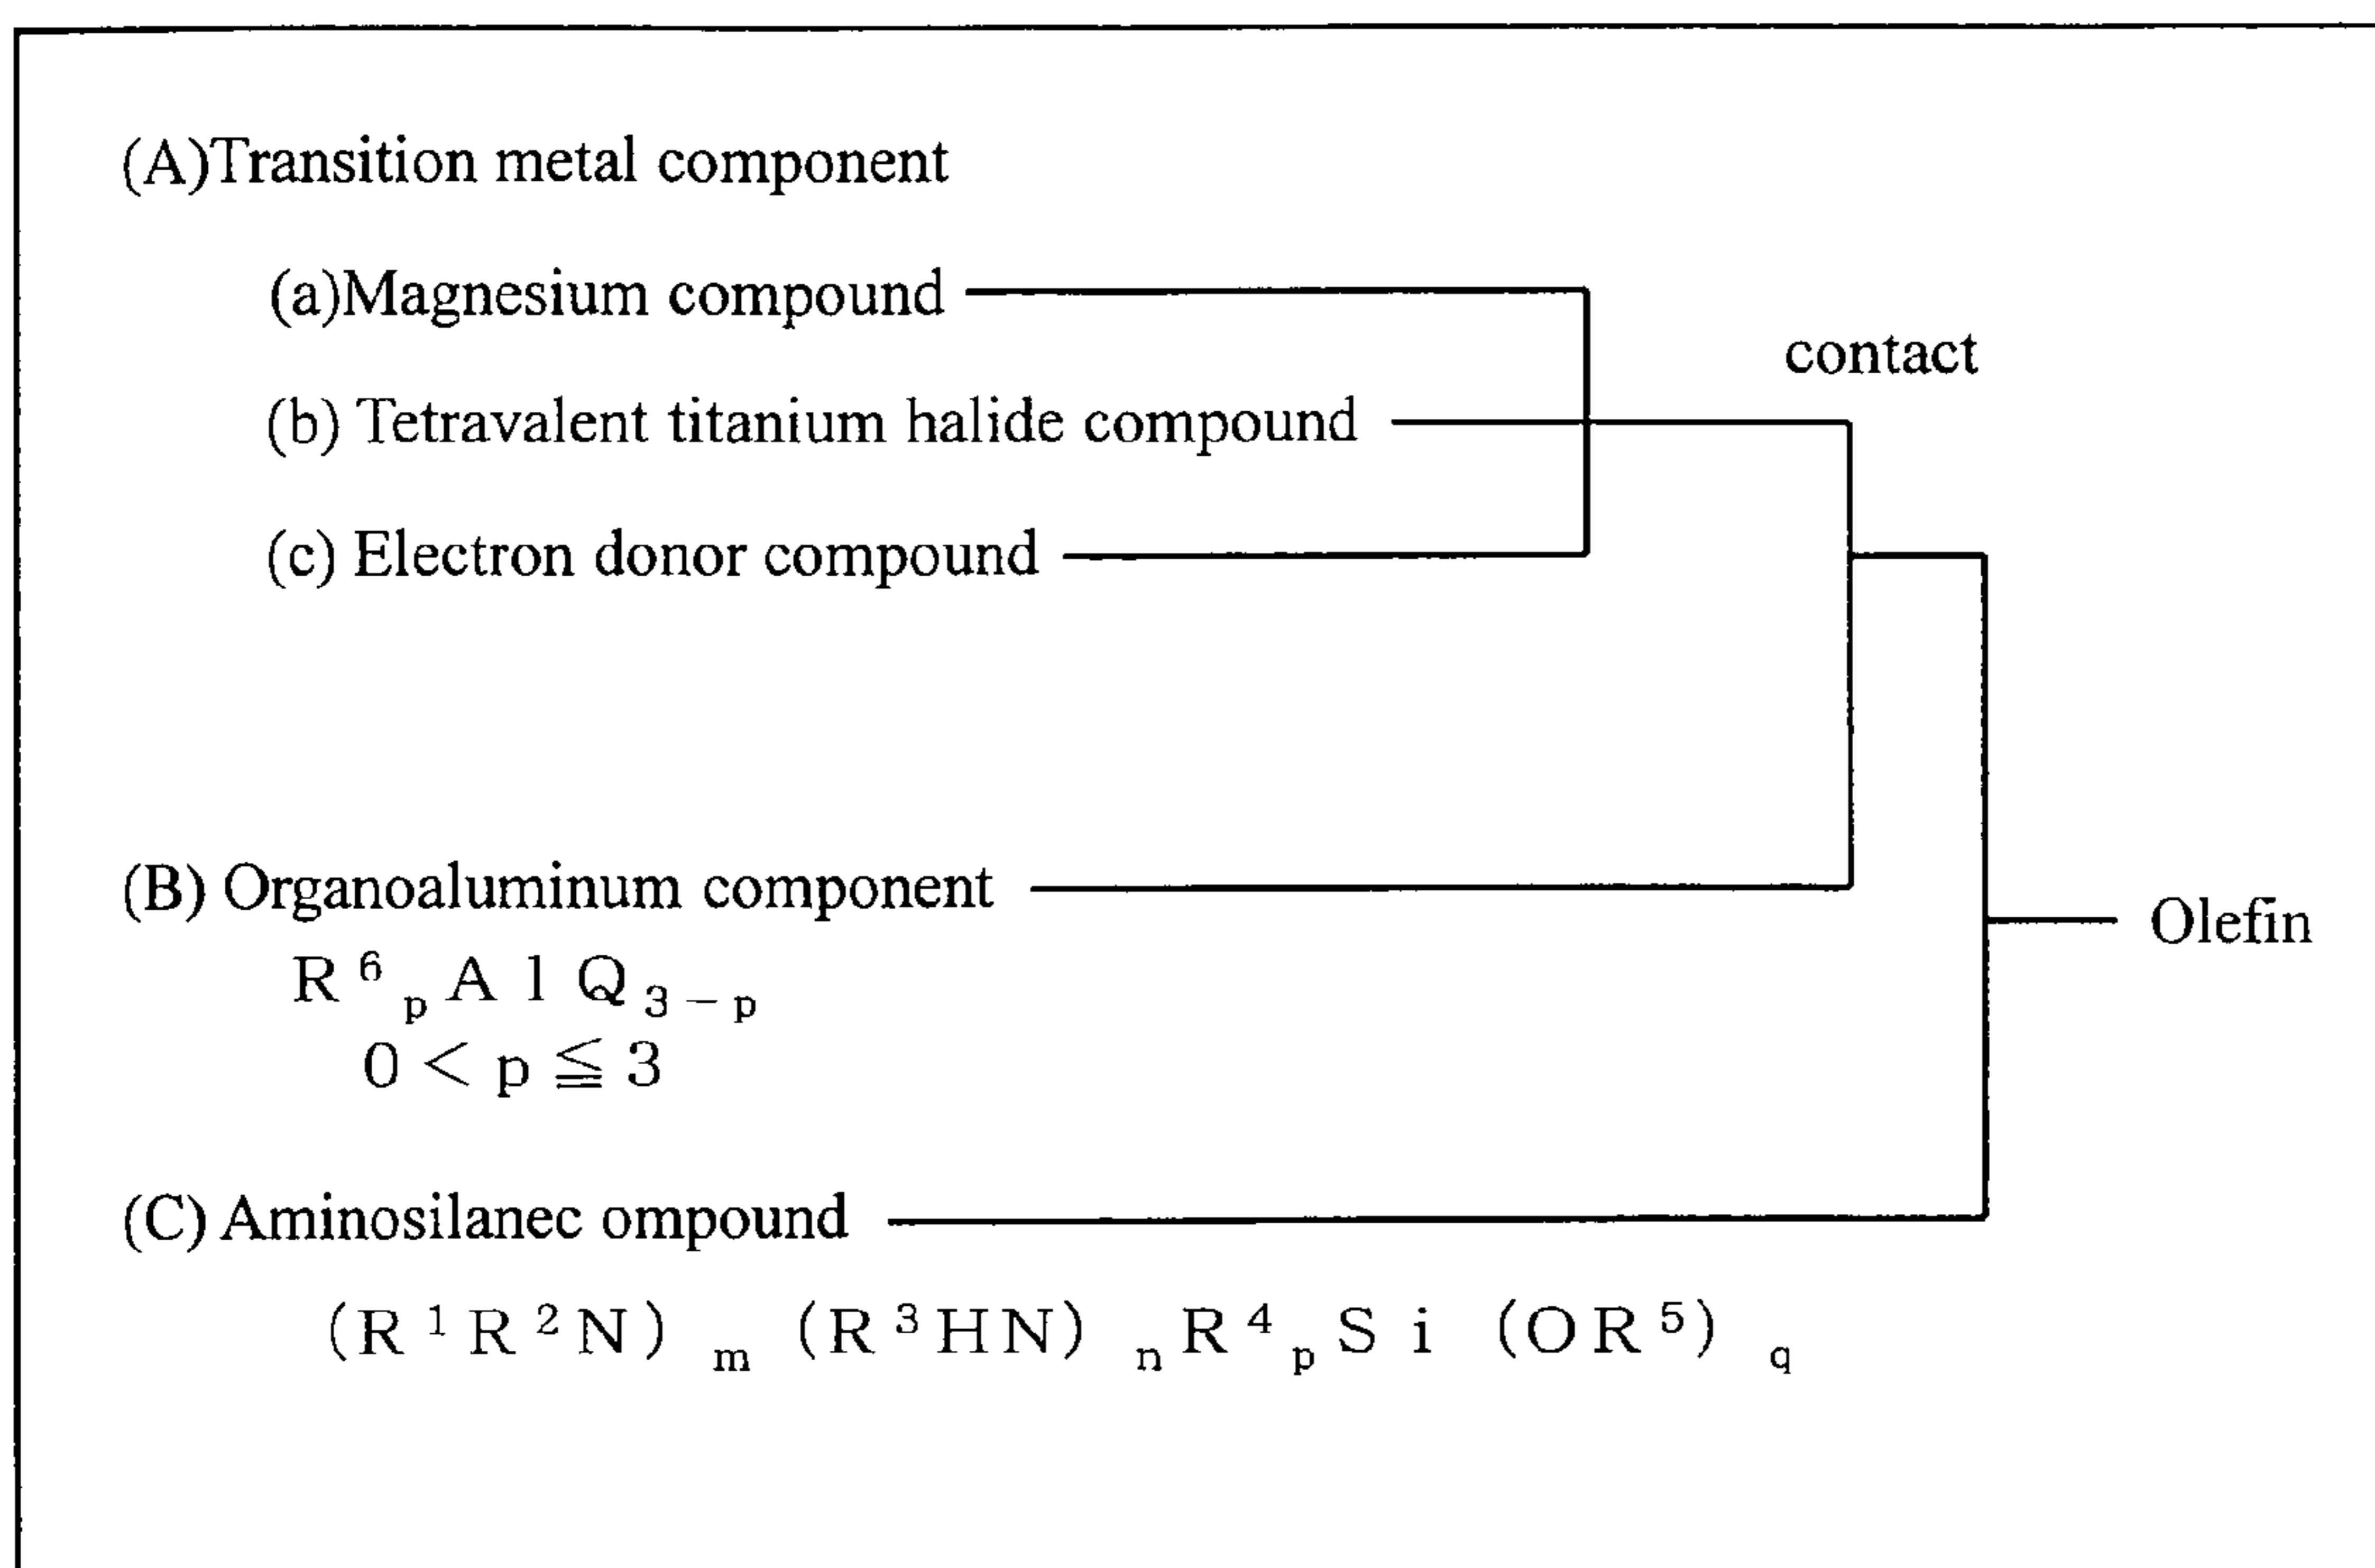 (A)Transition metal component
(a)Magnesium compound
contact
(b) Tetravalent titanium halide compound
(c) Electron donor compound
(B) Organoaluminum component
Olefin
R⁶ₚAlQ₃₋ₚ
0<p≦3
(C) Aminosilanec ompound
(R¹R²N)ₘ(R³HN)ₙR⁴ₚSi(OR⁵)q